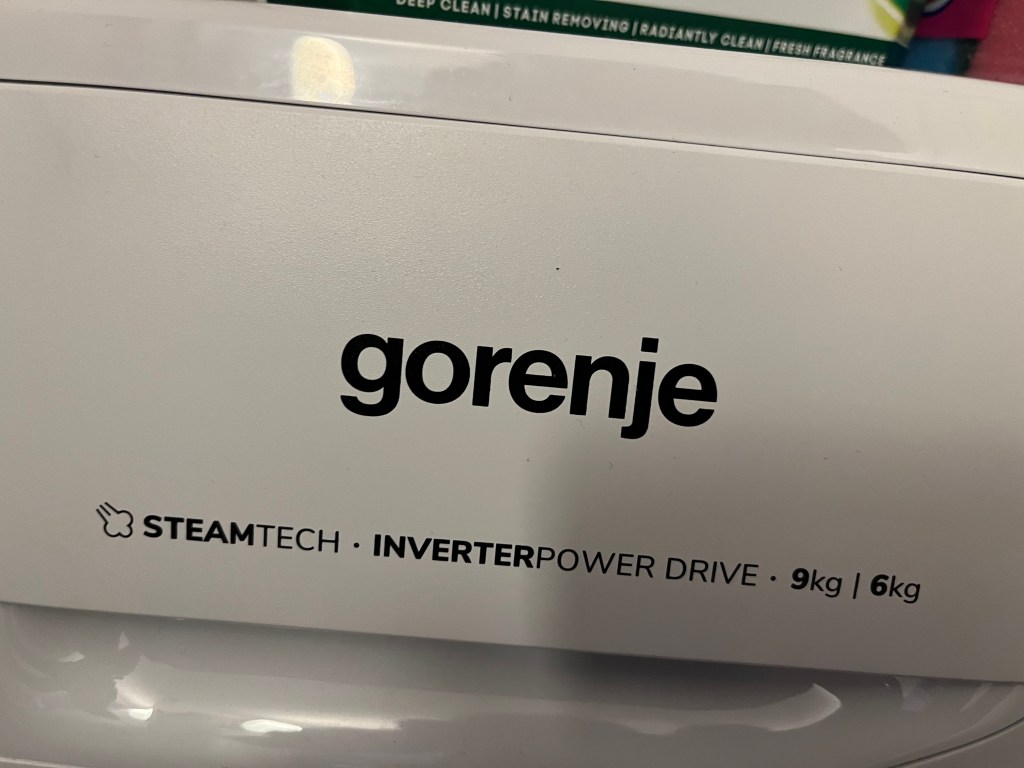 DEEP CLEAN | STAIN REMOVING | RADIANTLY CLEAN | FRESH FRAGRANCE
gorenje
STEAMTECH · INVERTERPOWER DRIVE · 9kg | 6kg